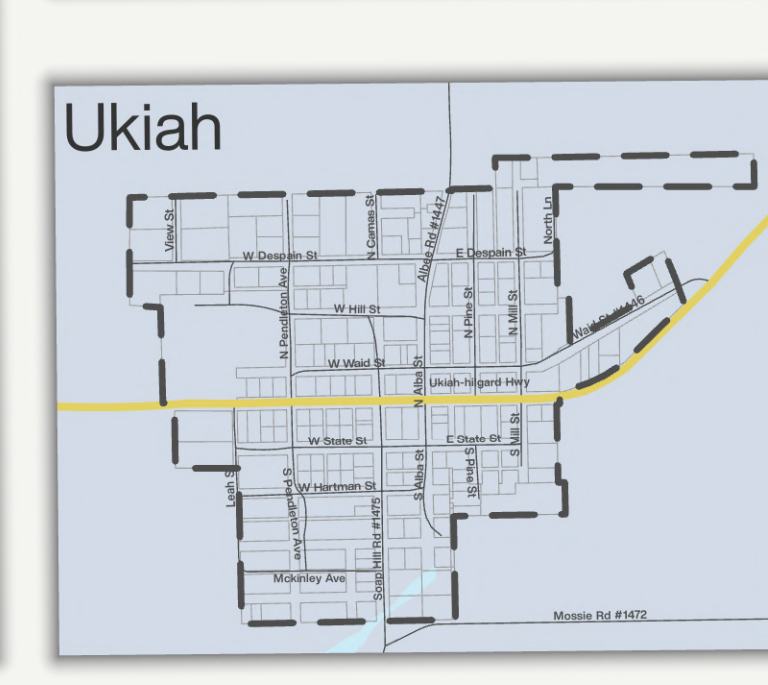 Ukiah
View St
N Camas St
Albee Rd #1447
North Ln
W Despain St
E Despain St
N Pendleton Ave
N Pine St
N Mill St
W Hill St
W Waid St
N Alba St
Ukiah-hilgard Hwy
W State St
E State St
S Mill St
Leah S
S Pendleton Ave
W Hartman St
S Alba St
S Pine St
Soap Hill Rd #1475
Mckinley Ave
Mossie Rd #1472